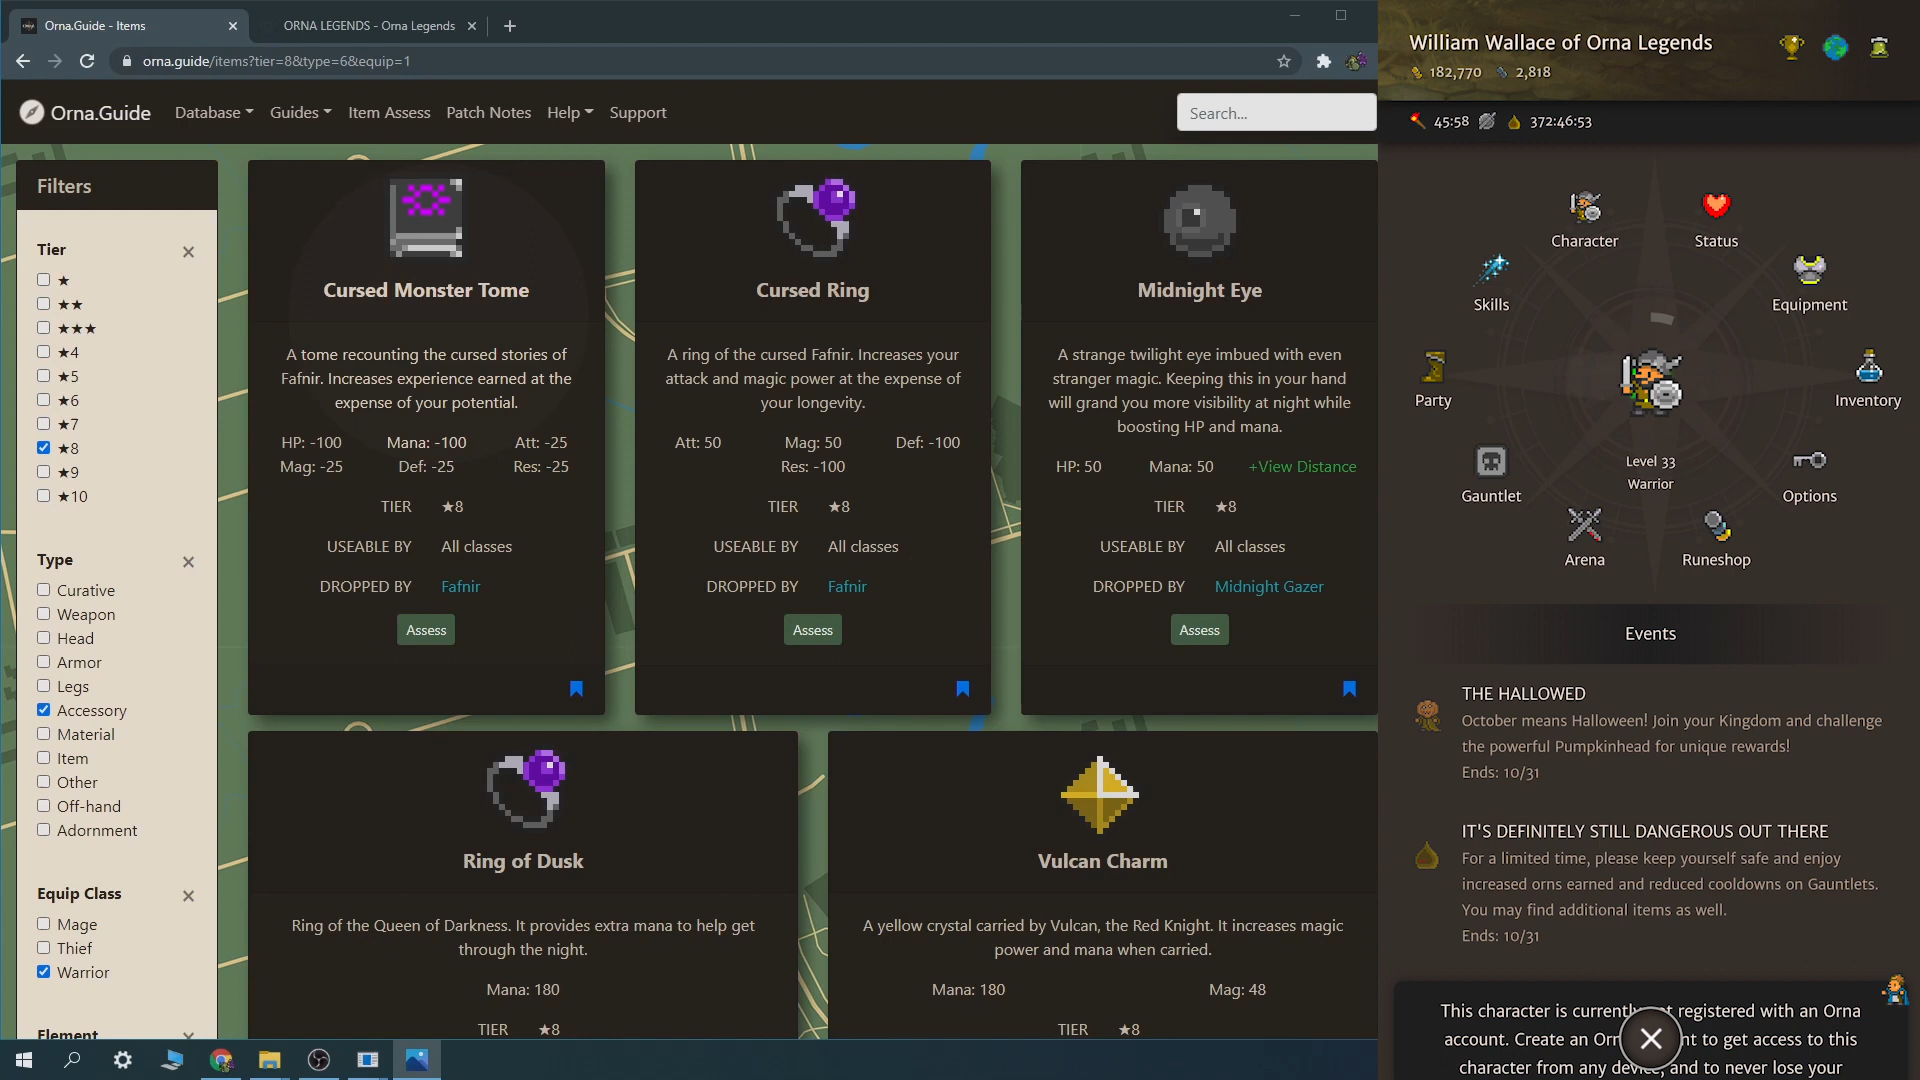 Orna.Guide - Items
ORNA LEGENDS - Orna Legends
orna.guide/items?tier=8&type=6&equip=1
Orna.Guide
Database
Guides
Item Assess
Patch Notes
Help
Support
Search...
Filters
Tier
★
★★
★★★
★4
★5
★6
★7
★8
★9
★10
Type
Curative
Weapon
Head
Armor
Legs
Accessory
Material
Item
Other
Off-hand
Adornment
Equip Class
Mage
Thief
Warrior
Element
Cursed Monster Tome
A tome recounting the cursed stories of
Fafnir. Increases experience earned at the
expense of your potential.
HP: -100 Mana: -100 Att: -25
Mag: -25 Def: -25 Res: -25
TIER ★8
USEABLE BY All classes
DROPPED BY Fafnir
Assess
Cursed Ring
A ring of the cursed Fafnir. Increases your
attack and magic power at the expense of
your longevity.
Att: 50 Mag: 50 Def: -100
Res: -100
TIER ★8
USEABLE BY All classes
DROPPED BY Fafnir
Assess
Midnight Eye
A strange twilight eye imbued with even
stranger magic. Keeping this in your hand
will grand you more visibility at night while
boosting HP and mana.
HP: 50 Mana: 50 +View Distance
TIER ★8
USEABLE BY All classes
DROPPED BY Midnight Gazer
Assess
Ring of Dusk
Ring of the Queen of Darkness. It provides extra mana to help get
through the night.
Mana: 180
TIER ★8
Vulcan Charm
A yellow crystal carried by Vulcan, the Red Knight. It increases magic
power and mana when carried.
Mana: 180 Mag: 48
TIER ★8
William Wallace of Orna Legends
182,770 2,818
45:58 372:46:53
Character
Status
Skills
Equipment
Party
Inventory
Level 33
Warrior
Gauntlet
Options
Arena
Runeshop
Events
THE HALLOWED
October means Halloween! Join your Kingdom and challenge
the powerful Pumpkinhead for unique rewards!
Ends: 10/31
IT'S DEFINITELY STILL DANGEROUS OUT THERE
For a limited time, please keep yourself safe and enjoy
increased orns earned and reduced cooldowns on Gauntlets.
You may find additional items as well.
Ends: 10/31
This character is currently registered with an Orna
account. Create an to get access to this
character from any device, and to never lose your